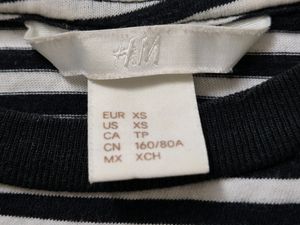 H&M
EUR XS
US XS
CA TP
CN 160/80A
MX XCH